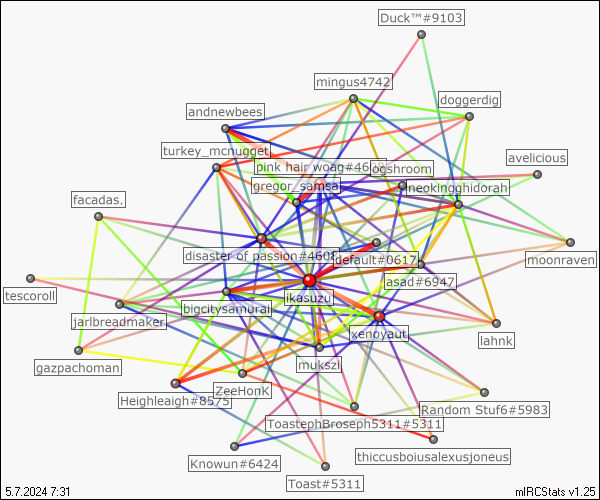 Duck™#9103
mingus4742
doggerdig
andnewbees
turkey_mcnugget
pink hair woag#46
ogshroom
avelicious
gregor_samsa
neokingghidorah
facadas.
disaster of passion#4608
default#0617
moonraven
tescoroll
ikasuzu
asad#6947
jarlbreadmaker
bigcitysamurai
xenoyaut
lahnk
gazpachoman
mukszi
Heighleaigh#8575
ZeeHonk
Random Stuf6#5983
ToastephBroseph5311#5311
thiccusboiusalexusjoneus
Knowun#6424
Toast#5311
5.7.2024 7:31
mIRCStats v1.25